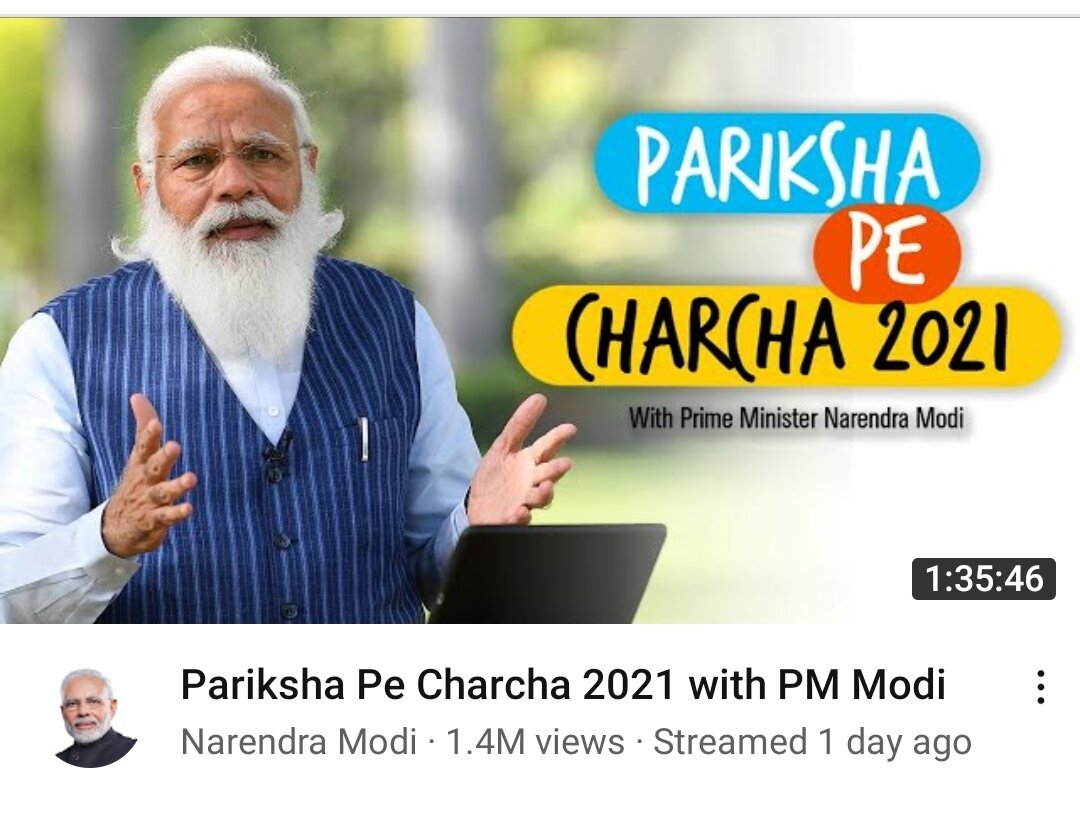 PARIKSHA
PE
CHARCHA 2021
With Prime Minister Narendra Modi
1:35:46
Pariksha Pe Charcha 2021 with PM Modi
Narendra Modi · 1.4M views · Streamed 1 day ago